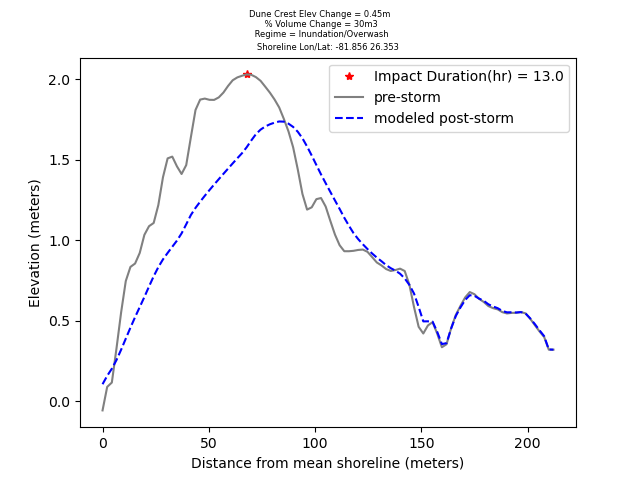 Dune Crest Elev Change = 0.45m
% Volume Change = 30m3
Regime = Inundation/Overwash
Shoreline Lon/Lat: -81.856 26.353
Impact Duration(hr) = 13.0
pre-storm
modeled post-storm
Elevation (meters)
2.0
1.5
1.0
0.5
0.0
0 50 100 150 200
Distance from mean shoreline (meters)